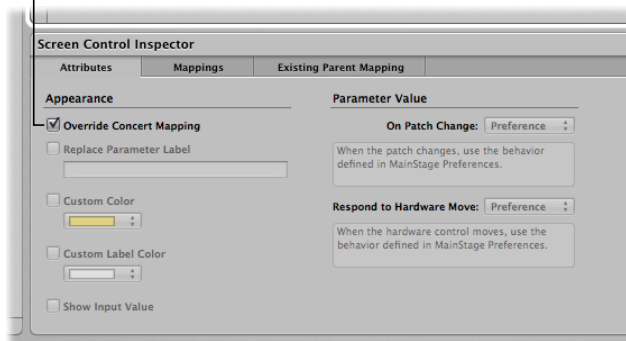 Screen Control Inspector
Attributes
Mappings
Existing Parent Mapping
Appearance
Override Concert Mapping
Replace Parameter Label
Custom Color
Custom Label Color
Show Input Value
Parameter Value
On Patch Change: Preference
When the patch changes, use the behavior
defined in MainStage Preferences.
Respond to Hardware Move: Preference
When the hardware control moves, use the
behavior defined in MainStage Preferences.